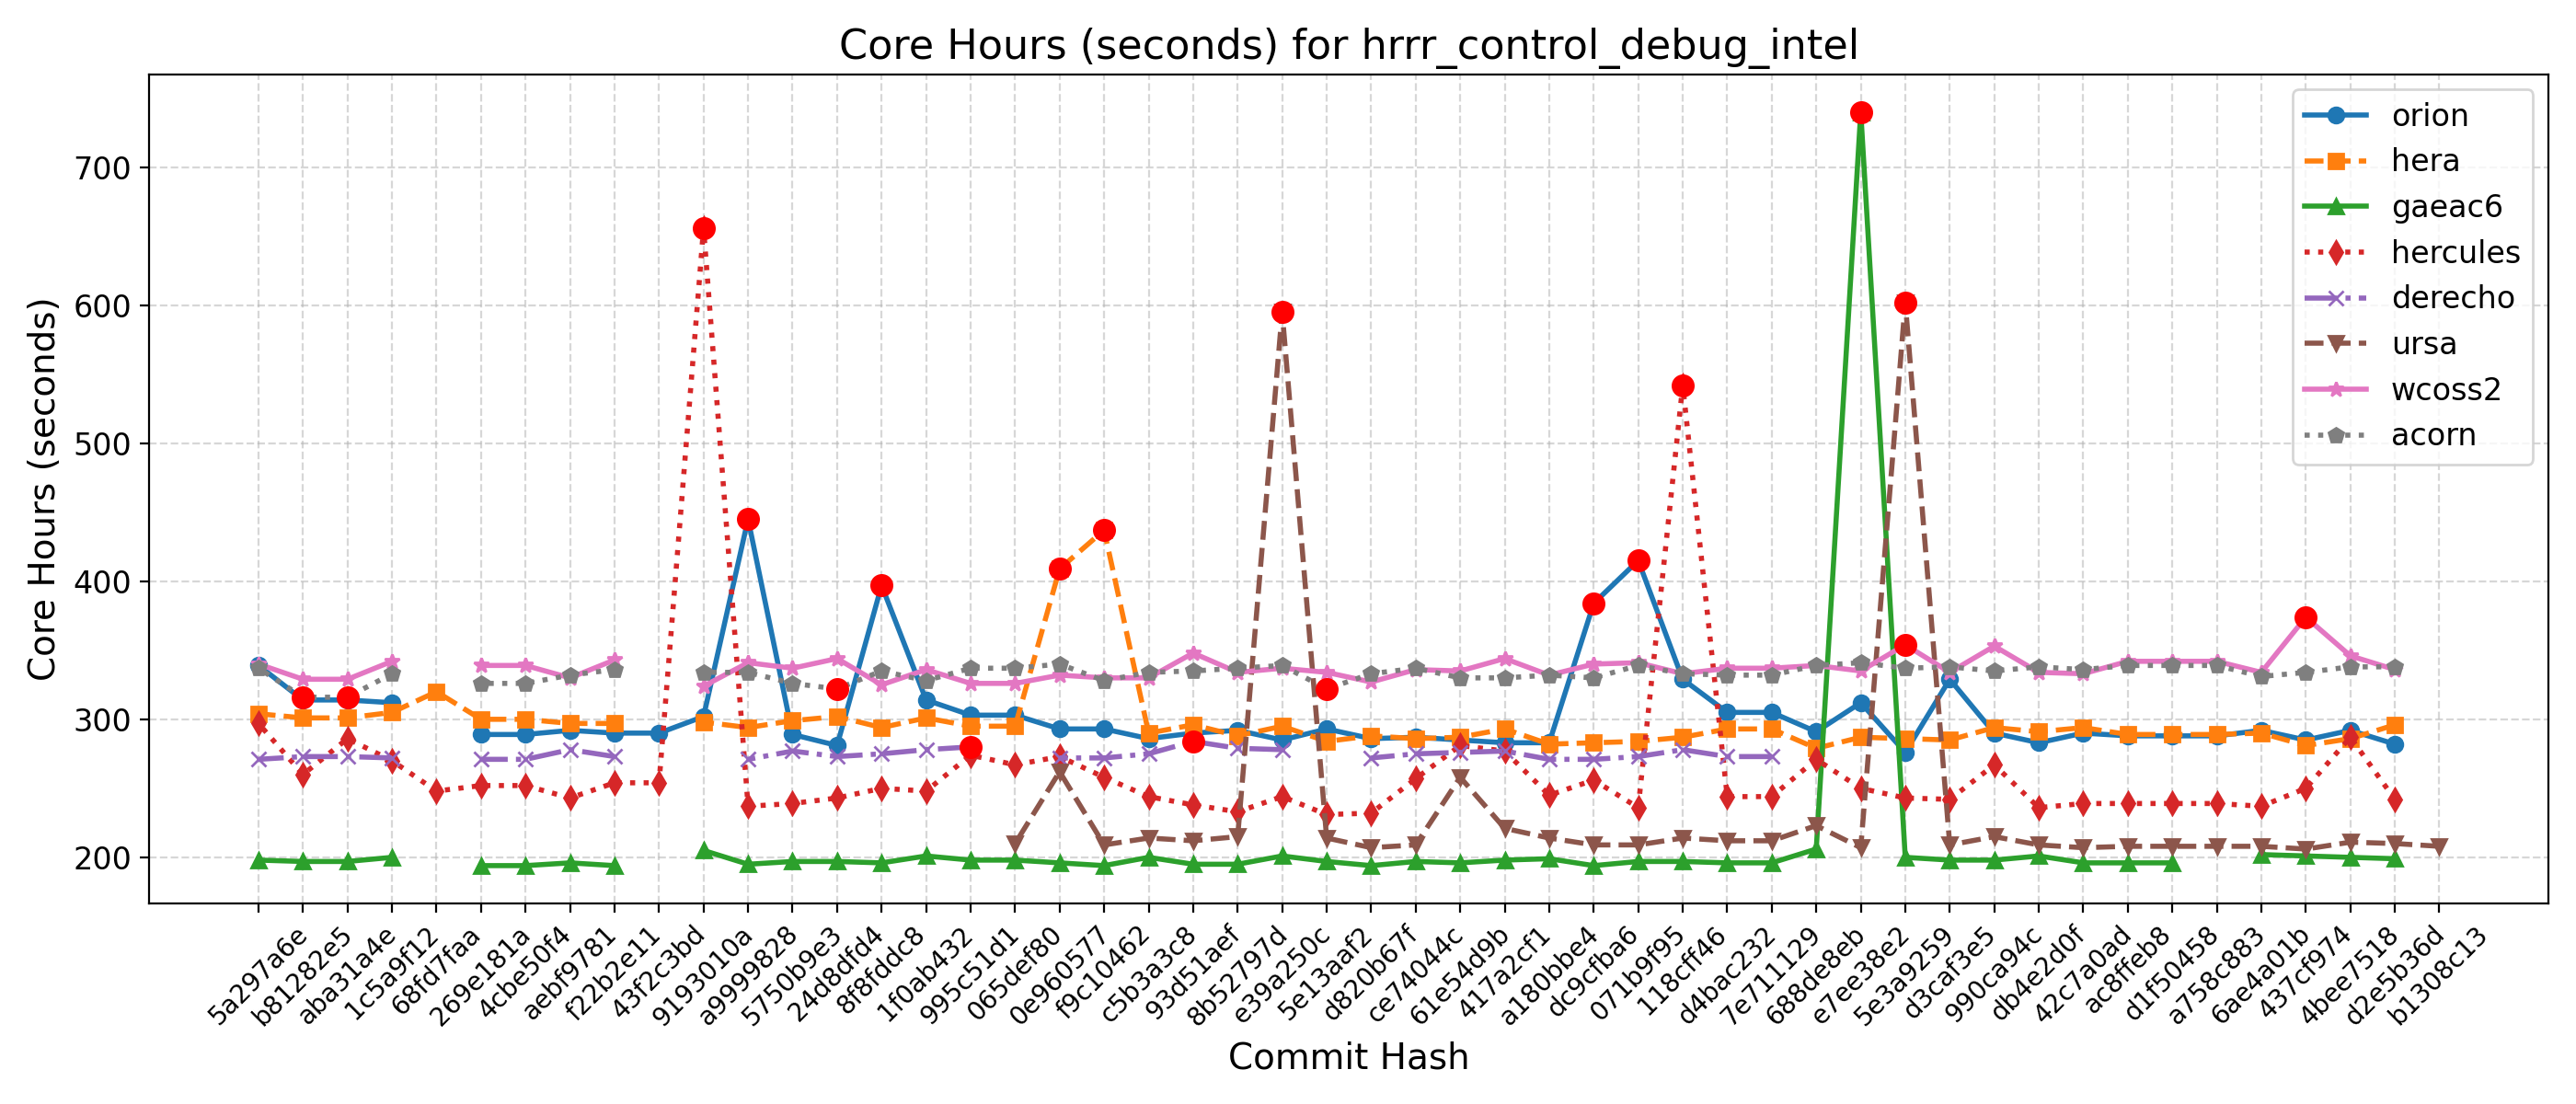 Core Hours (seconds) for hrrr_control_debug_intel
Core Hours (seconds)
700
600
500
400
300
200
orion
hera
gaeac6
hercules
derecho
ursa
wcoss2
acorn
5a297a6e
b81282e5
aba31a4e
1c5a9f12
68fd7faa
269e181a
4cbe50f4
aebf9781
f22b2e11
43f2c3bd
9193010a
a9999828
5750b9e3
24d8dfd4
8f8fddc8
1f0ab432
995c51d1
065def80
0e960577
f9c10462
c5b3a3c8
93d51aef
8b52797d
e39a250c
5e13aaf2
d820b67f
ce74044c
61e54d9b
417a2cf1
a180bbe4
dc9cfba6
071b9f95
118cff46
d4bac232
7e711129
688de8eb
e7ee38e2
5e3a9259
d3caf3e5
990ca94c
db4e2d0f
42c7a0ad
ac8ffeb8
d1f50458
a758c883
6ae4a01b
437cf974
4bee7518
d2e5b36d
b1308c13
Commit Hash